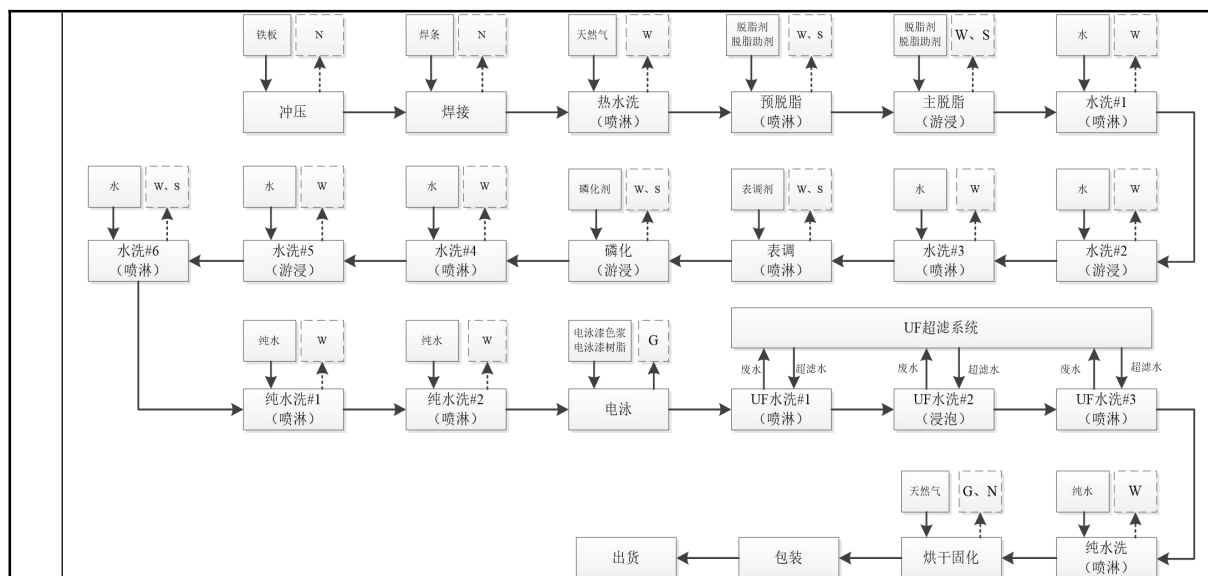 铁板
N
焊条
N
天然气
W
脱脂剂
脱脂助剂
W、S
脱脂剂
脱脂助剂
W、S
水
W
冲压
焊接
热水洗
(喷淋)
预脱脂
(喷淋)
主脱脂
(游浸)
水洗#1
(喷淋)
水
W、S
水
W
水
W
磷化剂
W、S
表调剂
W、S
水
W
水
W
水洗#6
(喷淋)
水洗#5
(游浸)
水洗#4
(喷淋)
磷化
(游浸)
表调
(喷淋)
水洗#3
(喷淋)
水洗#2
(游浸)
纯水
W
纯水
W
电泳漆色浆
电泳漆树脂
G
UF超滤系统
废水
超滤水
废水
超滤水
废水
超滤水
纯水洗#1
(喷淋)
纯水洗#2
(喷淋)
电泳
UF水洗#1
(喷淋)
UF水洗#2
(浸泡)
UF水洗#3
(喷淋)
天然气
G、N
纯水
W
出货
包装
烘干固化
纯水洗
(喷淋)